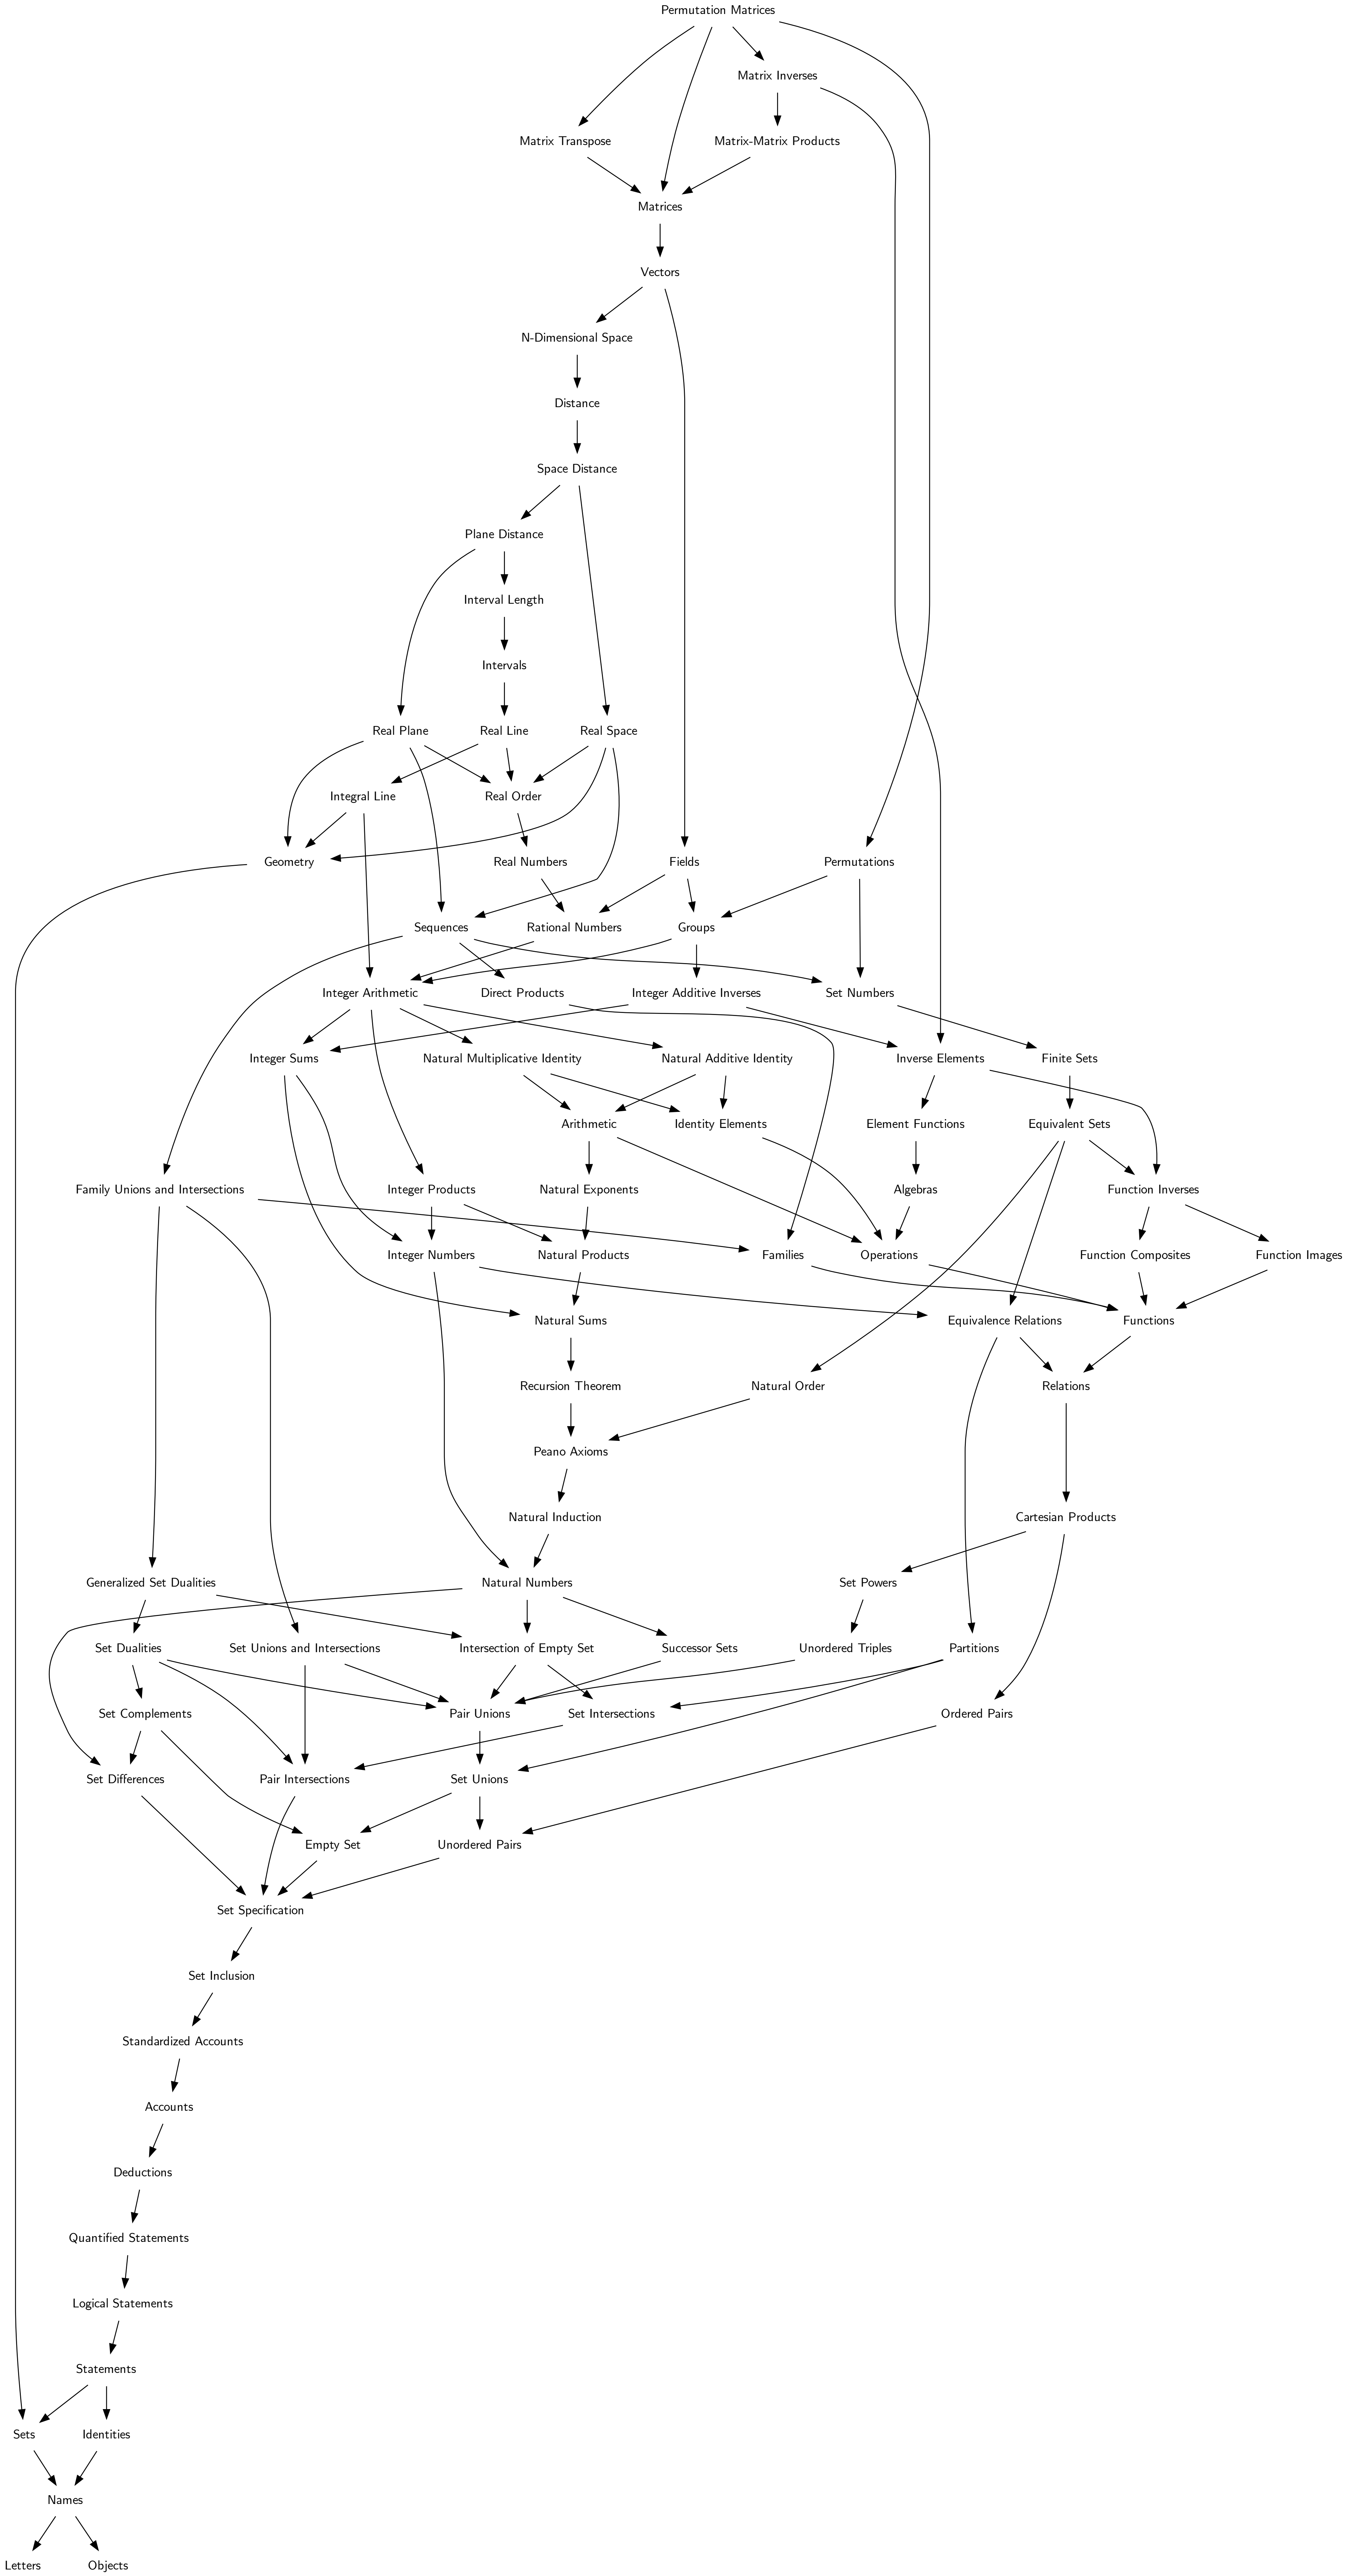 Permutation Matrices
Matrix Inverses
Matrix Transpose
Matrix-Matrix Products
Matrices
Vectors
N-Dimensional Space
Distance
Space Distance
Plane Distance
Interval Length
Intervals
Real Plane
Real Line
Real Space
Integral Line
Real Order
Geometry
Real Numbers
Fields
Permutations
Sequences
Rational Numbers
Groups
Integer Arithmetic
Direct Products
Integer Additive Inverses
Set Numbers
Integer Sums
Natural Multiplicative Identity
Natural Additive Identity
Inverse Elements
Finite Sets
Arithmetic
Identity Elements
Element Functions
Equivalent Sets
Family Unions and Intersections
Integer Products
Natural Exponents
Algebras
Function Inverses
Integer Numbers
Natural Products
Families
Operations
Function Composites
Function Images
Natural Sums
Equivalence Relations
Functions
Recursion Theorem
Natural Order
Relations
Peano Axioms
Natural Induction
Cartesian Products
Generalized Set Dualities
Natural Numbers
Set Powers
Set Dualities
Set Unions and Intersections
Intersection of Empty Set
Successor Sets
Unordered Triples
Partitions
Set Complements
Pair Unions
Set Intersections
Ordered Pairs
Set Differences
Pair Intersections
Set Unions
Empty Set
Unordered Pairs
Set Specification
Set Inclusion
Standardized Accounts
Accounts
Deductions
Quantified Statements
Logical Statements
Statements
Sets
Identities
Names
Letters
Objects